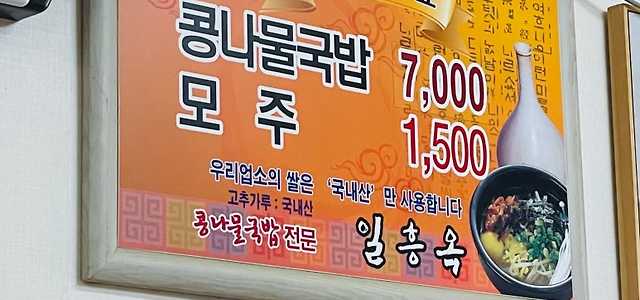 콩나물국밥 7,000
모 주 1,500
우리업소의 쌀은 '국내산' 만 사용합니다
고추가루 : 국내산
콩나물국밥 전문 일흥옥